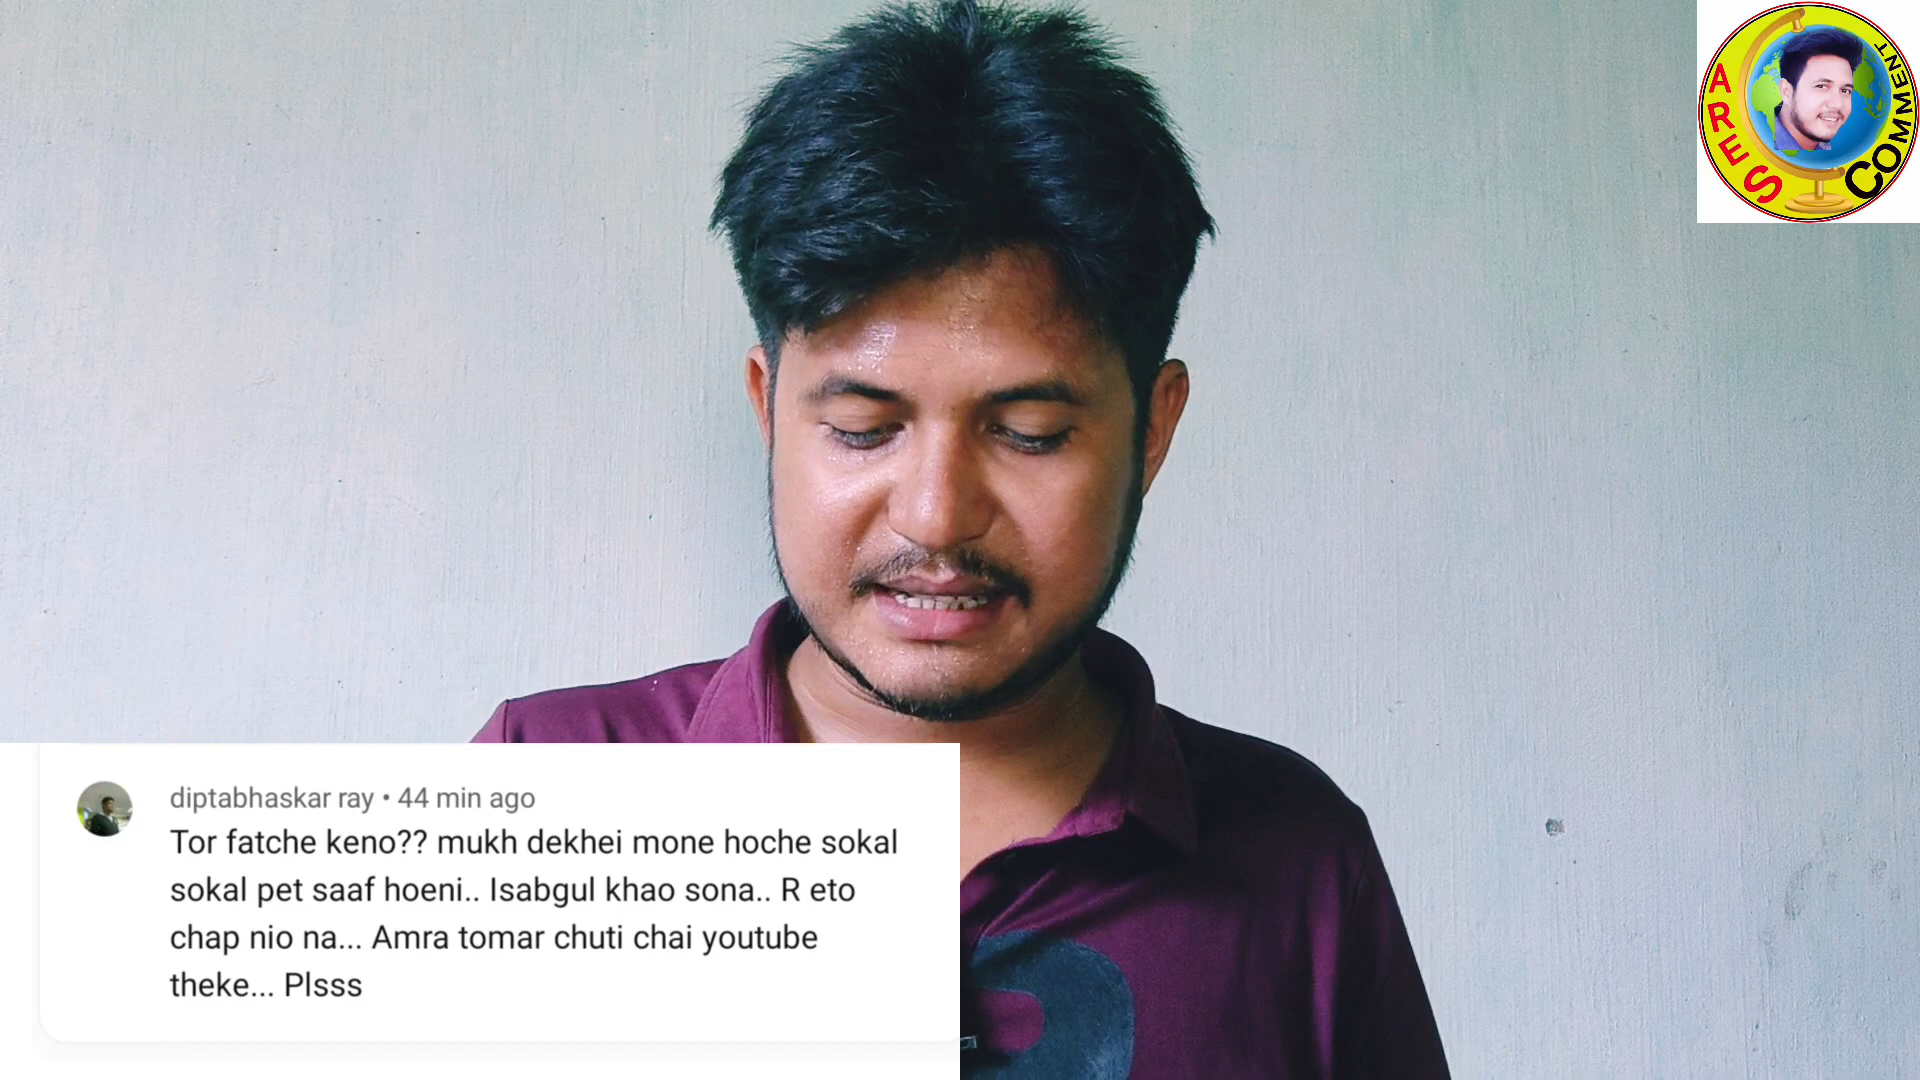 ARES COMMENT
diptabhaskar ray • 44 min ago
Tor fatche keno?? mukh dekhei mone hoche sokal
sokal pet saaf hoeni.. Isabgul khao sona.. R eto
chap nio na... Amra tomar chuti chai youtube
theke... Plsss